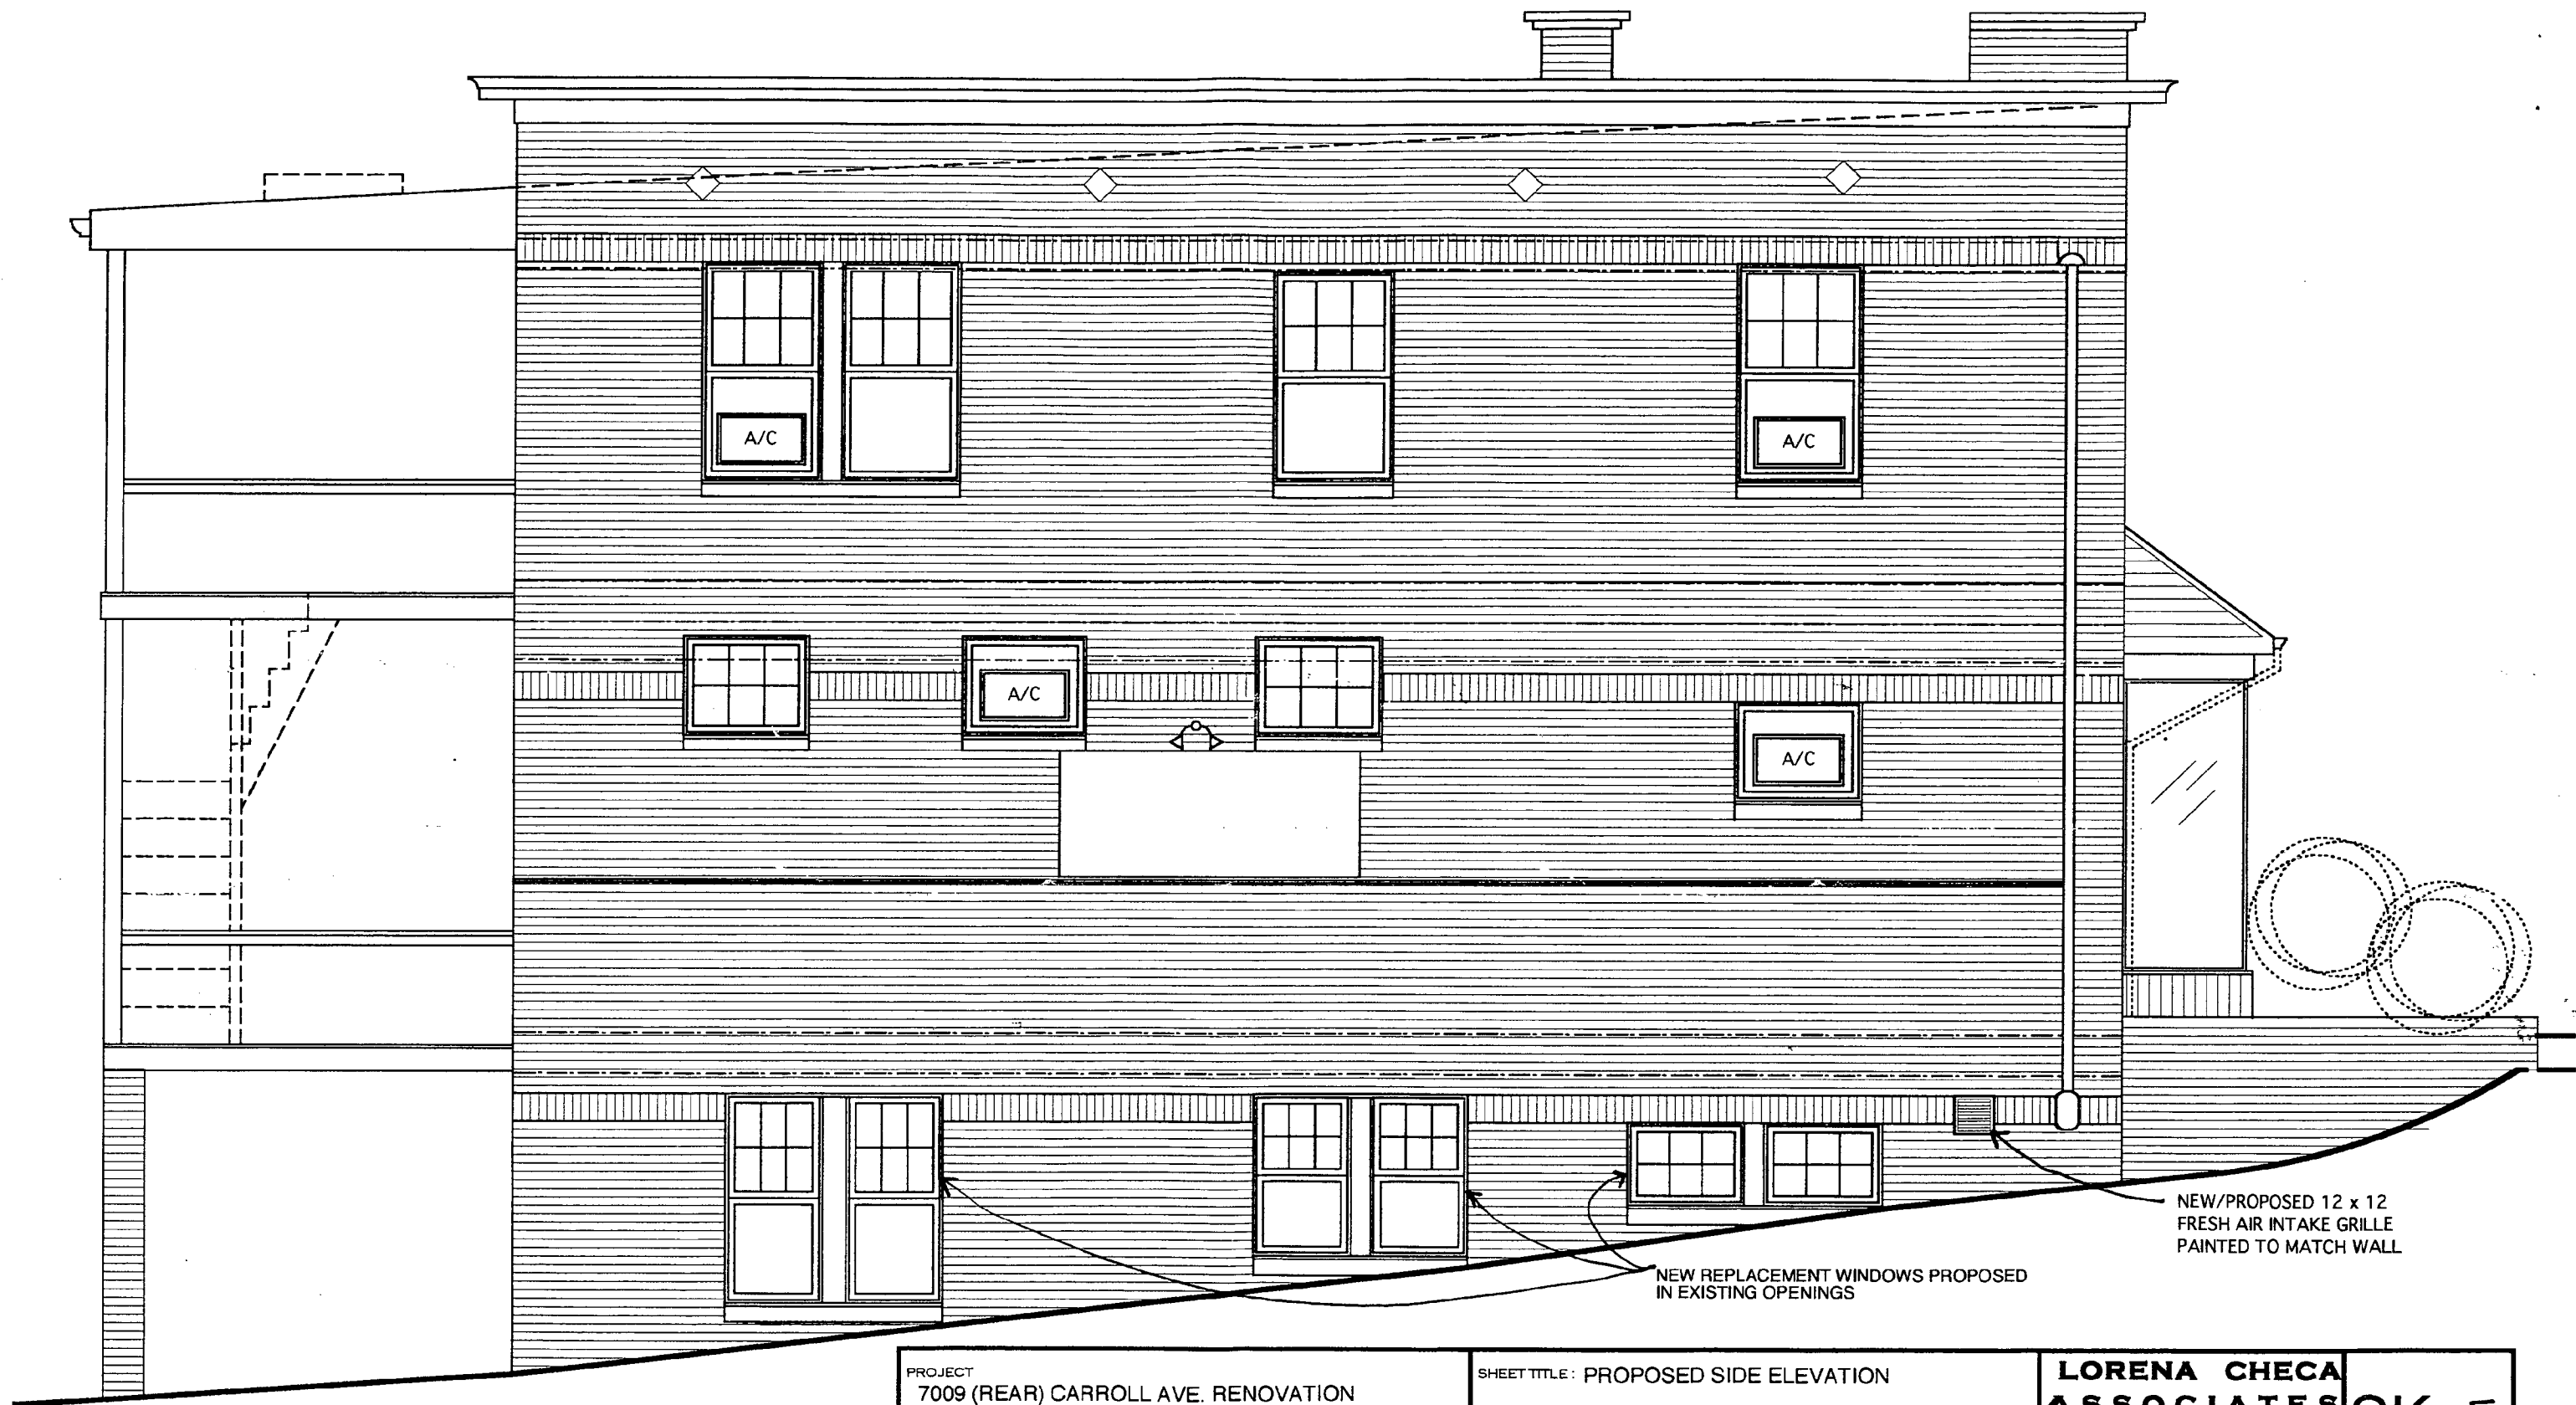 A/C
A/C
A/C
A/C
NEW/PROPOSED 12 x 12
FRESH AIR INTAKE GRILLE
PAINTED TO MATCH WALL
NEW REPLACEMENT WINDOWS PROPOSED
IN EXISTING OPENINGS
PROJECT
7009 (REAR) CARROLL AVE. RENOVATION
SHEET TITLE: PROPOSED SIDE ELEVATION
LORENA CHECA
ASSOCIATES